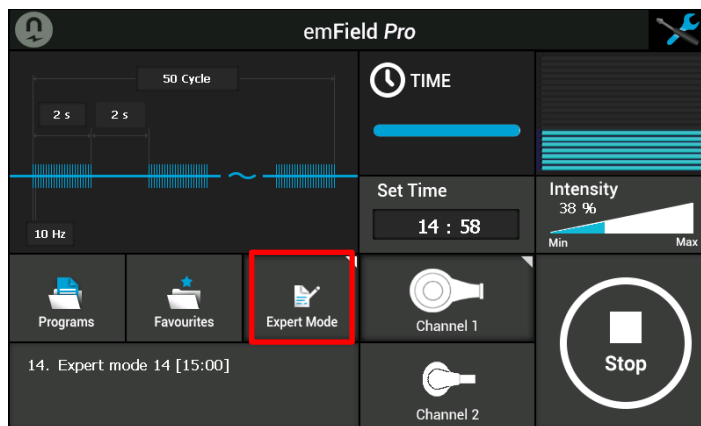 emField Pro
50 Cycle
2 s
2 s
10 Hz
TIME
Set Time
14 : 58
Intensity
38 %
Min
Max
Programs
Favourites
Expert Mode
Channel 1
Stop
14. Expert mode 14 [15:00]
Channel 2